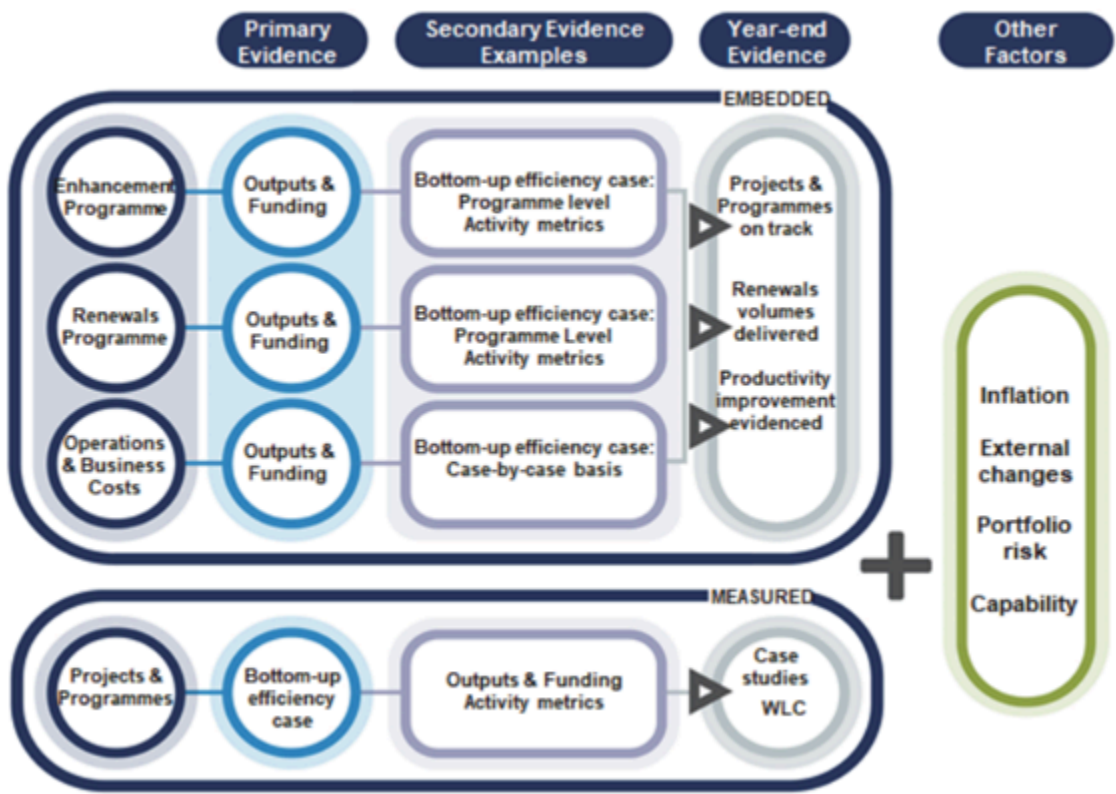 Primary
Evidence
Secondary Evidence
Examples
Year-end
Evidence
Other
Factors
EMBEDDED
Enhancement
Programme
Outputs &
Funding
Bottom-up efficiency case:
Programme level
Activity metrics
Projects &
Programmes
on track
Renewals
Programme
Outputs &
Funding
Bottom-up efficiency case:
Programme Level
Activity metrics
Renewals
volumes
delivered
Operations
& Business
Costs
Outputs &
Funding
Bottom-up efficiency case:
Case-by-case basis
Productivity
improvement
evidenced
MEASURED
Projects &
Programmes
Bottom-up
efficiency
case
Outputs & Funding
Activity metrics
Case
studies
WLC
Inflation
External
changes
Portfolio
risk
Capability